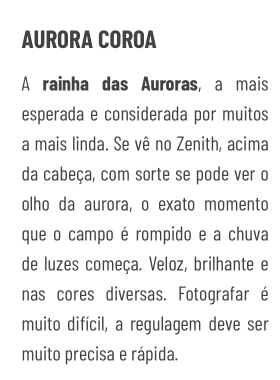 AURORA COROA
A rainha das Auroras, a mais
esperada e considerada por muitos
a mais linda. Se vê no Zenith, acima
da cabeça, com sorte se pode ver o
olho da aurora, o exato momento
que o campo é rompido e a chuva
de luzes começa. Veloz, brilhante e
nas cores diversas. Fotografar é
muito difícil, a regulagem deve ser
muito precisa e rápida.